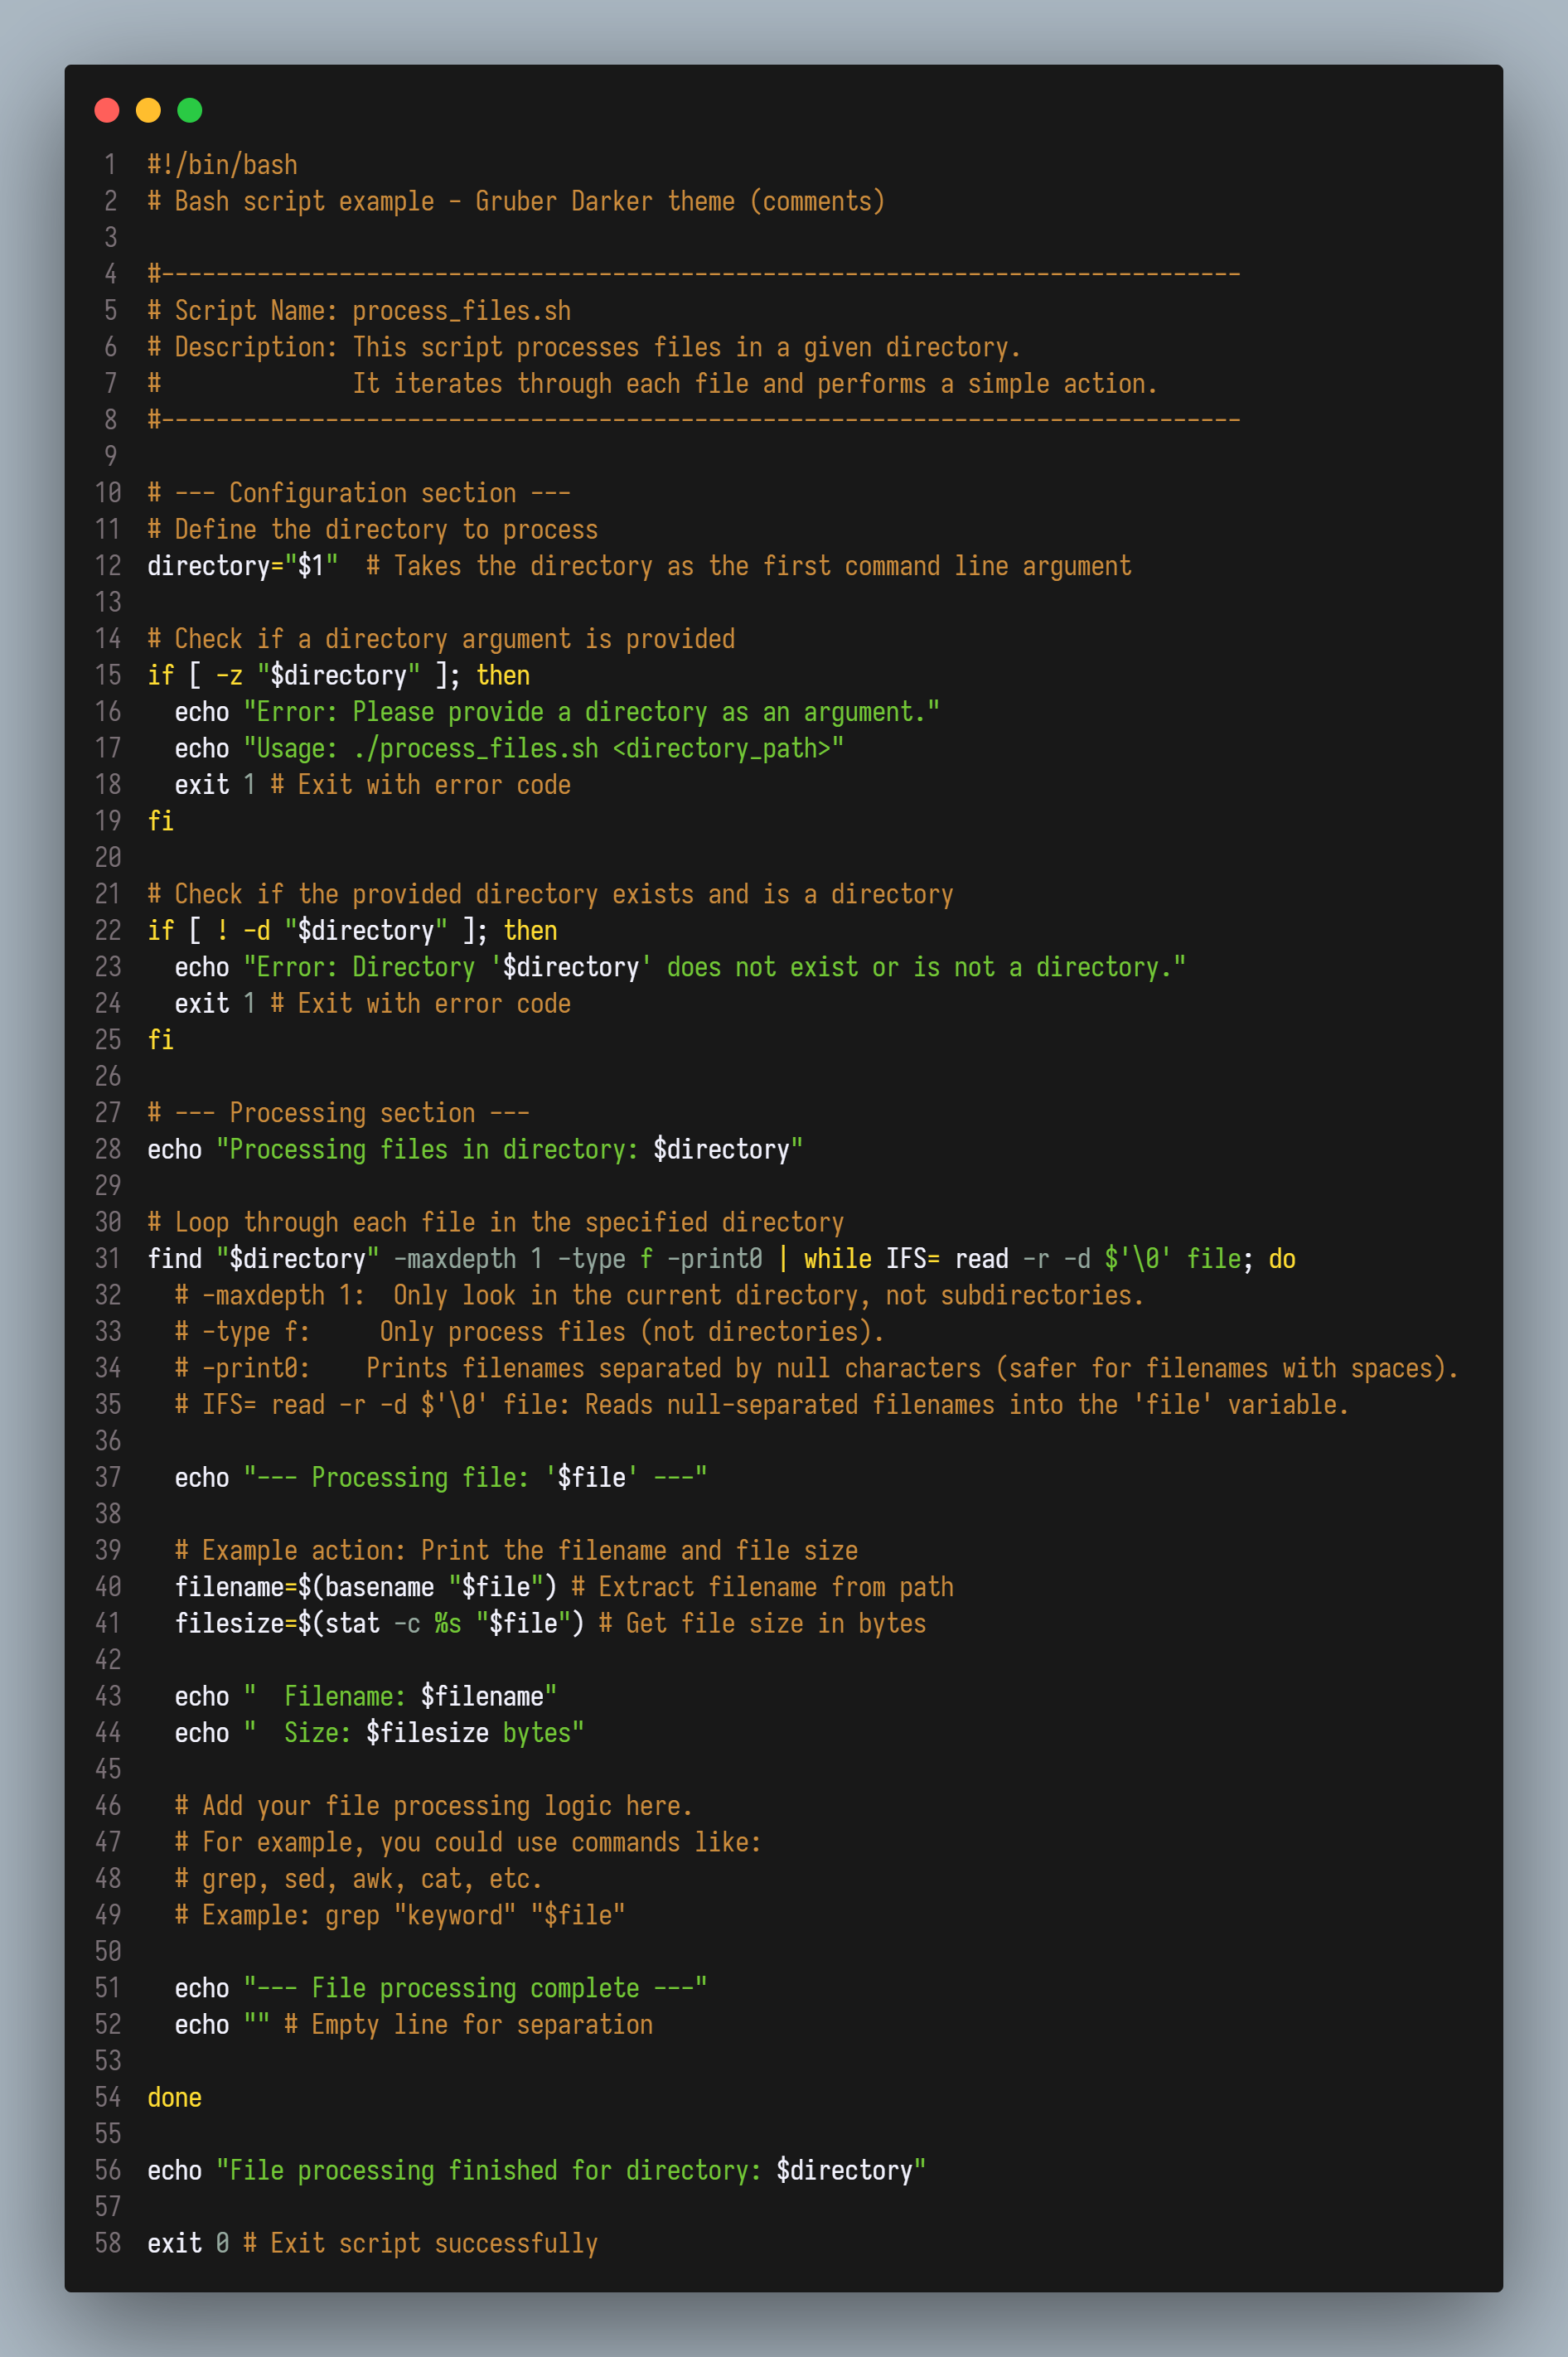 1 #!/bin/bash
2 # Bash script example - Gruber Darker theme (comments)
3
4 #-------------------------------------------------------------------------------
5 # Script Name: process_files.sh
6 # Description: This script processes files in a given directory.
7 #              It iterates through each file and performs a simple action.
8 #-------------------------------------------------------------------------------
9
10 # --- Configuration section ---
11 # Define the directory to process
12 directory="$1"  # Takes the directory as the first command line argument
13
14 # Check if a directory argument is provided
15 if [ -z "$directory" ]; then
16   echo "Error: Please provide a directory as an argument."
17   echo "Usage: ./process_files.sh <directory_path>"
18   exit 1 # Exit with error code
19 fi
20
21 # Check if the provided directory exists and is a directory
22 if [ ! -d "$directory" ]; then
23   echo "Error: Directory '$directory' does not exist or is not a directory."
24   exit 1 # Exit with error code
25 fi
26
27 # --- Processing section ---
28 echo "Processing files in directory: $directory"
29
30 # Loop through each file in the specified directory
31 find "$directory" -maxdepth 1 -type f -print0 | while IFS= read -r -d $'\0' file; do
32   # -maxdepth 1:  Only look in the current directory, not subdirectories.
33   # -type f:     Only process files (not directories).
34   # -print0:    Prints filenames separated by null characters (safer for filenames with spaces).
35   # IFS= read -r -d $'\0' file: Reads null-separated filenames into the 'file' variable.
36
37   echo "--- Processing file: '$file' ---"
38
39   # Example action: Print the filename and file size
40   filename=$(basename "$file") # Extract filename from path
41   filesize=$(stat -c %s "$file") # Get file size in bytes
42
43   echo "  Filename: $filename"
44   echo "  Size: $filesize bytes"
45
46   # Add your file processing logic here.
47   # For example, you could use commands like:
48   # grep, sed, awk, cat, etc.
49   # Example: grep "keyword" "$file"
50
51   echo "--- File processing complete ---"
52   echo "" # Empty line for separation
53
54 done
55
56 echo "File processing finished for directory: $directory"
57
58 exit 0 # Exit script successfully